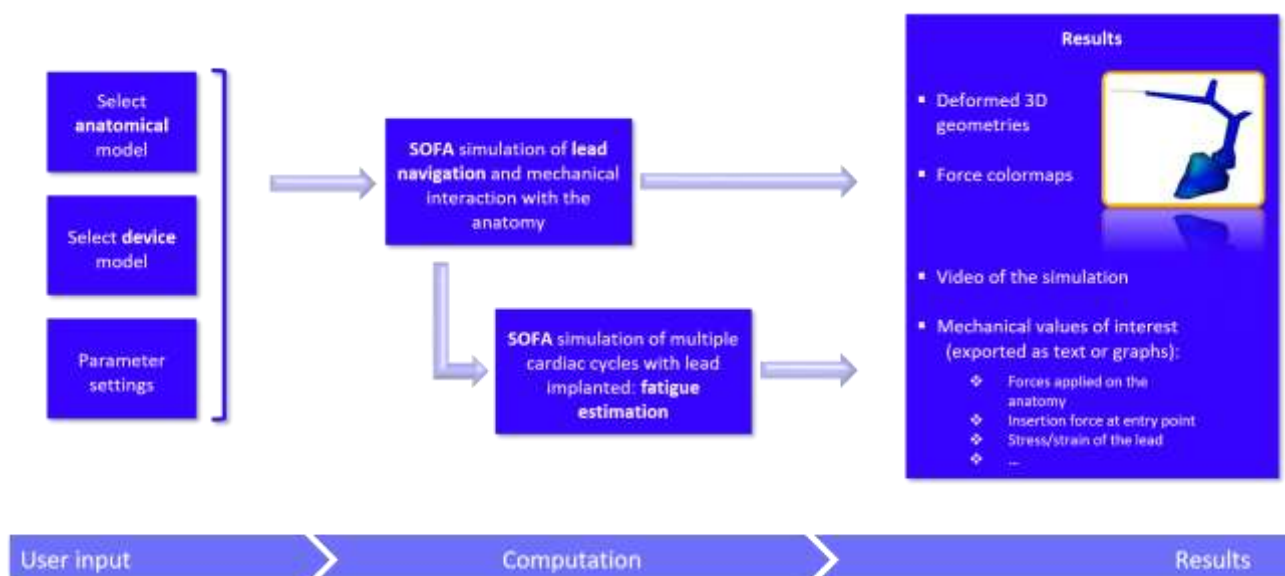 Select
anatomical
model
Select device
model
Parameter
settings
SOFA simulation of lead
navigation and mechanical
interaction with the
anatomy
SOFA simulation of multiple
cardiac cycles with lead
implanted: fatigue
estimation
Results
▪ Deformed 3D
geometries
▪ Force colormaps
▪ Video of the simulation
▪ Mechanical values of interest
(exported as text or graphs):
❖ Forces applied on the
anatomy
❖ Insertion force at entry point
❖ Stress/strain of the lead
❖ ...
User input
Computation
Results